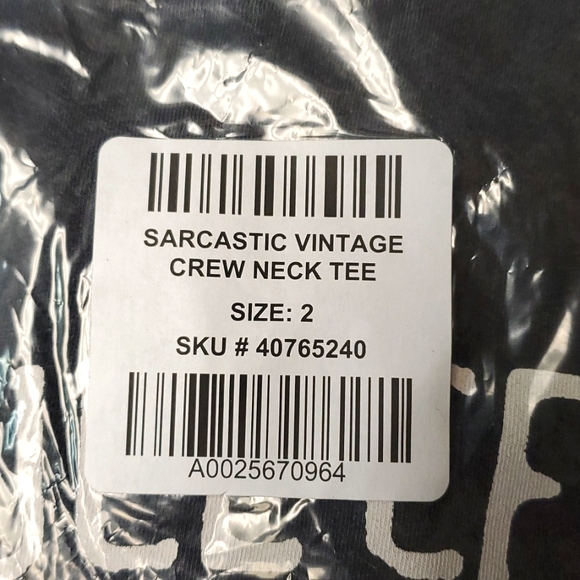 SARCASTIC VINTAGE
CREW NECK TEE
SIZE: 2
SKU # 40765240
A0025670964